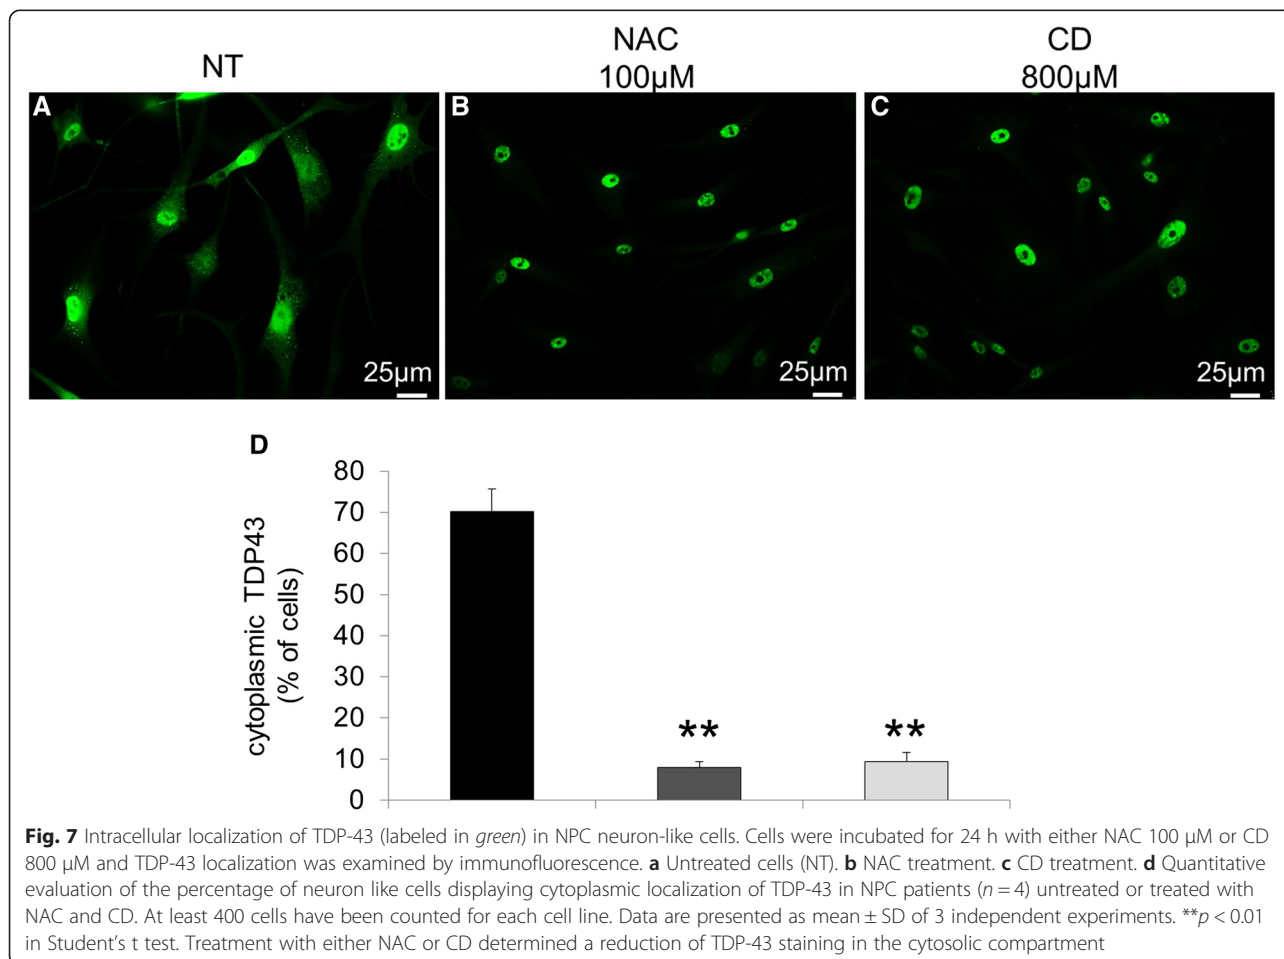 NT
NAC
100µM
CD
800µM
A
B
C
25µm
25µm
25µm
D
cytoplasmic TDP43
(% of cells)
80
70
60
50
40
30
20
10
0
**
**
Fig. 7 Intracellular localization of TDP-43 (labeled in green) in NPC neuron-like cells. Cells were incubated for 24 h with either NAC 100 µM or CD
800 µM and TDP-43 localization was examined by immunofluorescence. a Untreated cells (NT). b NAC treatment. c CD treatment. d Quantitative
evaluation of the percentage of neuron like cells displaying cytoplasmic localization of TDP-43 in NPC patients (n = 4) untreated or treated with
NAC and CD. At least 400 cells have been counted for each cell line. Data are presented as mean ± SD of 3 independent experiments. **p < 0.01
in Student's t test. Treatment with either NAC or CD determined a reduction of TDP-43 staining in the cytosolic compartment